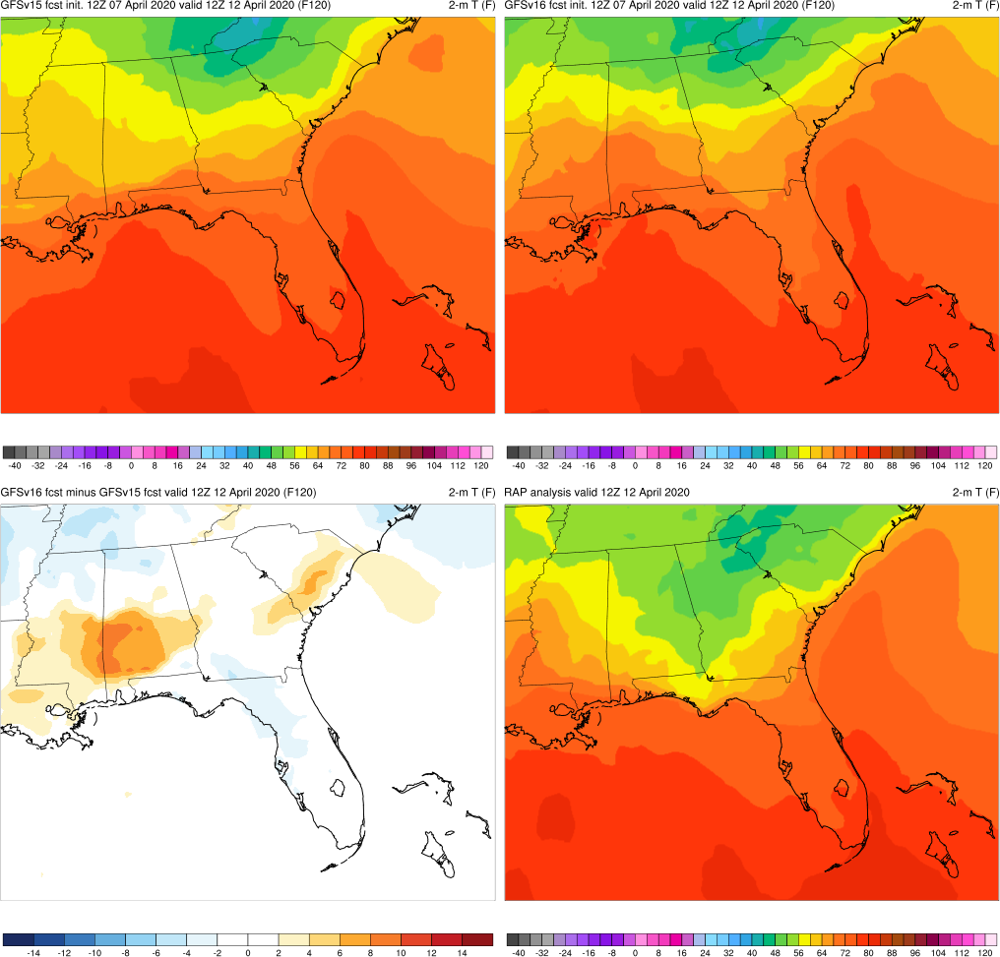 GFSv15 fcst init. 12Z 07 April 2020 valid 12Z 12 April 2020 (F120) 2-m T (F)
GFSv16 fcst init. 12Z 07 April 2020 valid 12Z 12 April 2020 (F120) 2-m T (F)
-40 -32 -24 -16 -8 0 8 16 24 32 40 48 56 64 72 80 88 96 104 112 120
-40 -32 -24 -16 -8 0 8 16 24 32 40 48 56 64 72 80 88 96 104 112 120
GFSv16 fcst minus GFSv15 fcst valid 12Z 12 April 2020 (F120) 2-m T (F)
RAP analysis valid 12Z 12 April 2020 2-m T (F)
-14 -12 -10 -8 -6 -4 -2 0 2 4 6 8 10 12 14
-40 -32 -24 -16 -8 0 8 16 24 32 40 48 56 64 72 80 88 96 104 112 120